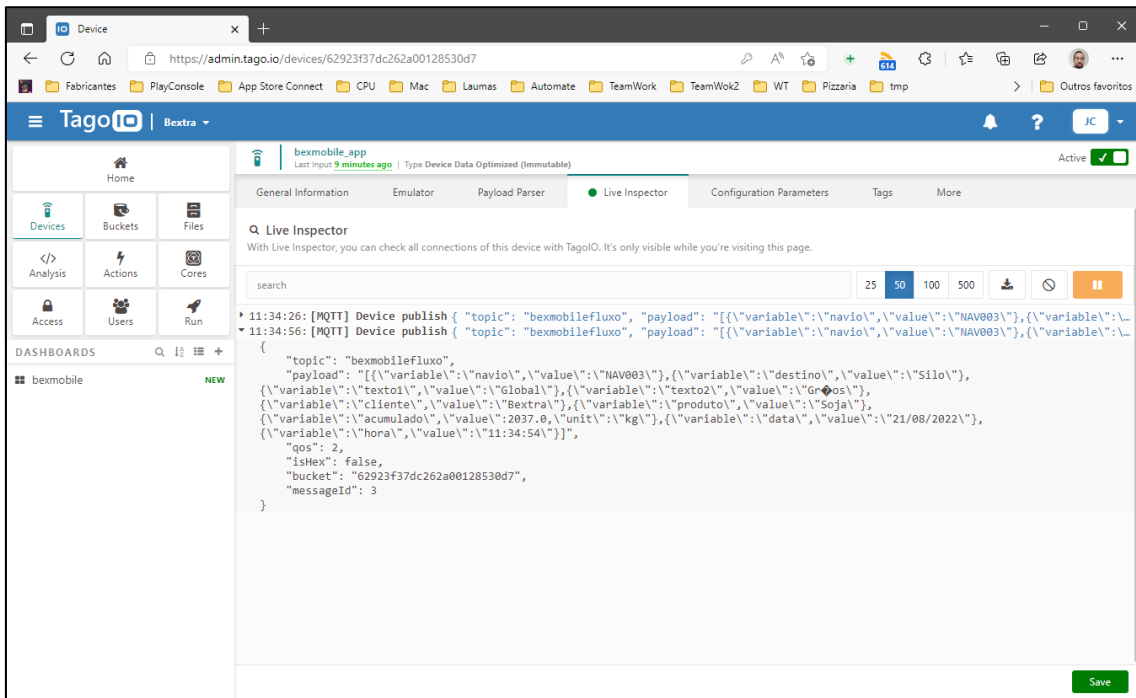 Device
https://admin.tago.io/devices/62923f37dc262a00128530d7
614
Fabricantes PlayConsole App Store Connect CPU Mac Laumas Automate TeamWork TeamWok2 WT Pizzaria tmp Outros favoritos
TagoIO | Bextra
? JC
Home
Devices Buckets Files
Analysis Actions Cores
Access Users Run
DASHBOARDS
bexmobile NEW
bexmobile_app
Last Input 9 minutes ago | Type Device Data Optimized (Immutable)
Active
General Information Emulator Payload Parser Live Inspector Configuration Parameters Tags More
Live Inspector
With Live Inspector, you can check all connections of this device with TagoIO. It's only visible while you're visiting this page.
search 25 50 100 500
11:34:26: [MQTT] Device publish { "topic": "bexmobilefluxo", "payload": "[{\"variable\":\"navio\",\"value\":\"NAV003\"},{\"variable\":\"\…
11:34:56: [MQTT] Device publish { "topic": "bexmobilefluxo", "payload": "[{\"variable\":\"navio\",\"value\":\"NAV003\"},{\"variable\":\"\…
{
"topic": "bexmobilefluxo",
"payload": "[{\"variable\":\"navio\",\"value\":\"NAV003\"},{\"variable\":\"destino\",\"value\":\"Silo\"},
{\"variable\":\"texto1\",\"value\":\"Global\"},{\"variable\":\"texto2\",\"value\":\"Gr�os\"},
{\"variable\":\"cliente\",\"value\":\"Bextra\"},{\"variable\":\"produto\",\"value\":\"Soja\"},
{\"variable\":\"acumulado\",\"value\":2037.0,\"unit\":\"kg\"},{\"variable\":\"data\",\"value\":\"21/08/2022\"},
{\"variable\":\"hora\",\"value\":\"11:34:54\"}]",
"qos": 2,
"isHex": false,
"bucket": "62923f37dc262a00128530d7",
"messageId": 3
}
Save